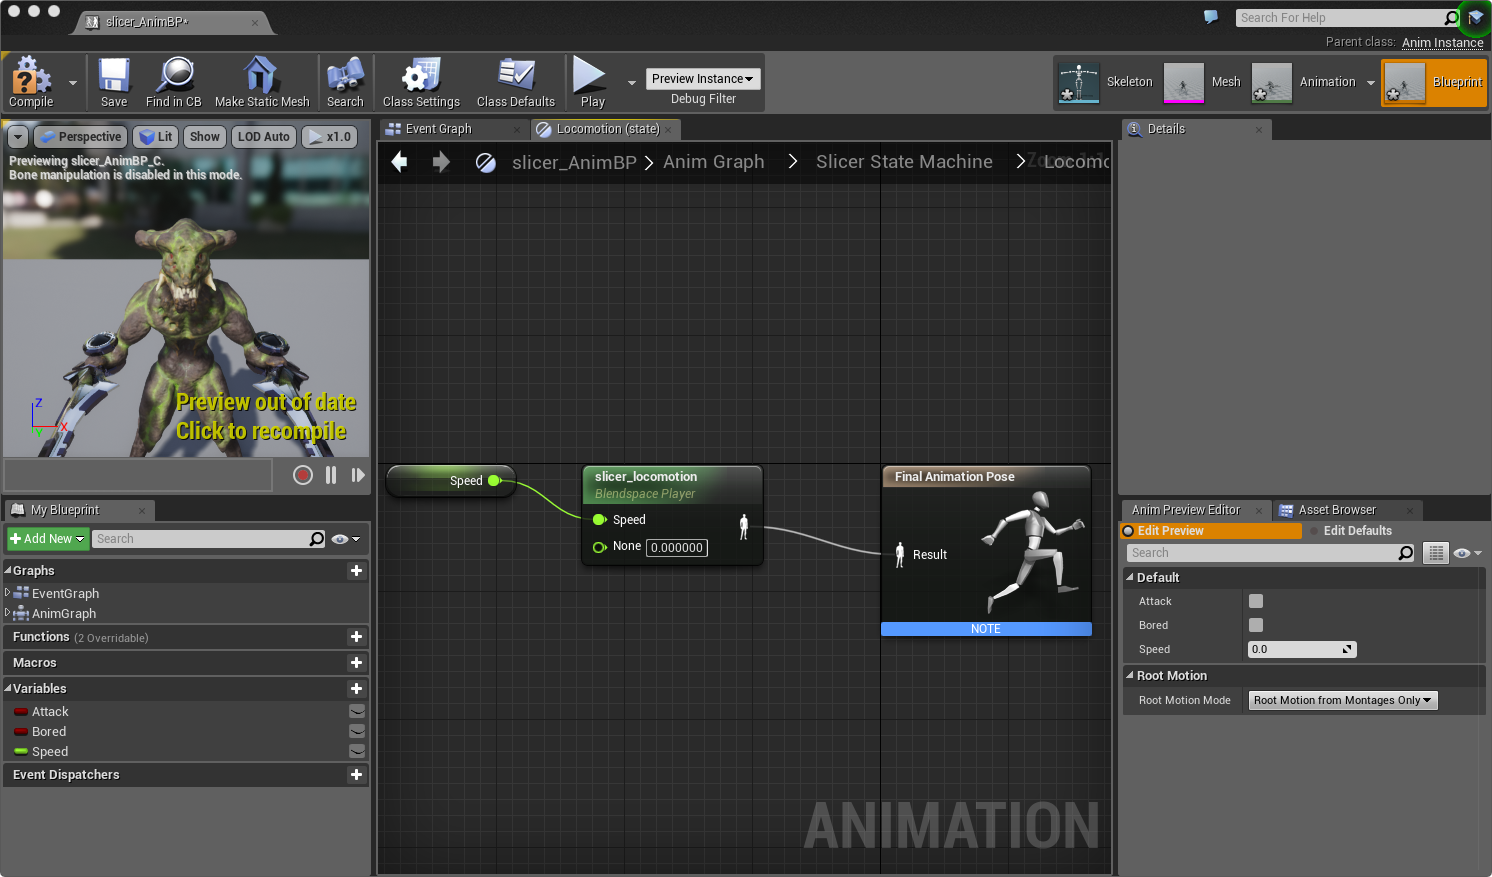 slicer_AnimBP*
Search For Help
Parent class: Anim Instance
Compile
Save
Find in CB
Make Static Mesh
Search
Class Settings
Class Defaults
Play
Preview Instance
Debug Filter
Skeleton
Mesh
Animation
Blueprint
Perspective
Lit
Show
LOD Auto
x1.0
Previewing slicer_AnimBP_C.
Bone manipulation is disabled in this mode.
Z
X
Y
Preview out of date
Click to recompile
My Blueprint
Add New
Search
Graphs
EventGraph
AnimGraph
Functions (2 Overridable)
Macros
Variables
Attack
Bored
Speed
Event Dispatchers
Event Graph
Locomotion (state)
slicer_AnimBP > Anim Graph > Slicer State Machine > Locomo
Speed
slicer_locomotion
Blendspace Player
Speed
None 0.000000
Final Animation Pose
Result
NOTE
ANIMATION
Details
Anim Preview Editor
Asset Browser
Edit Preview
Edit Defaults
Search
Default
Attack
Bored
Speed 0.0
Root Motion
Root Motion Mode Root Motion from Montages Only